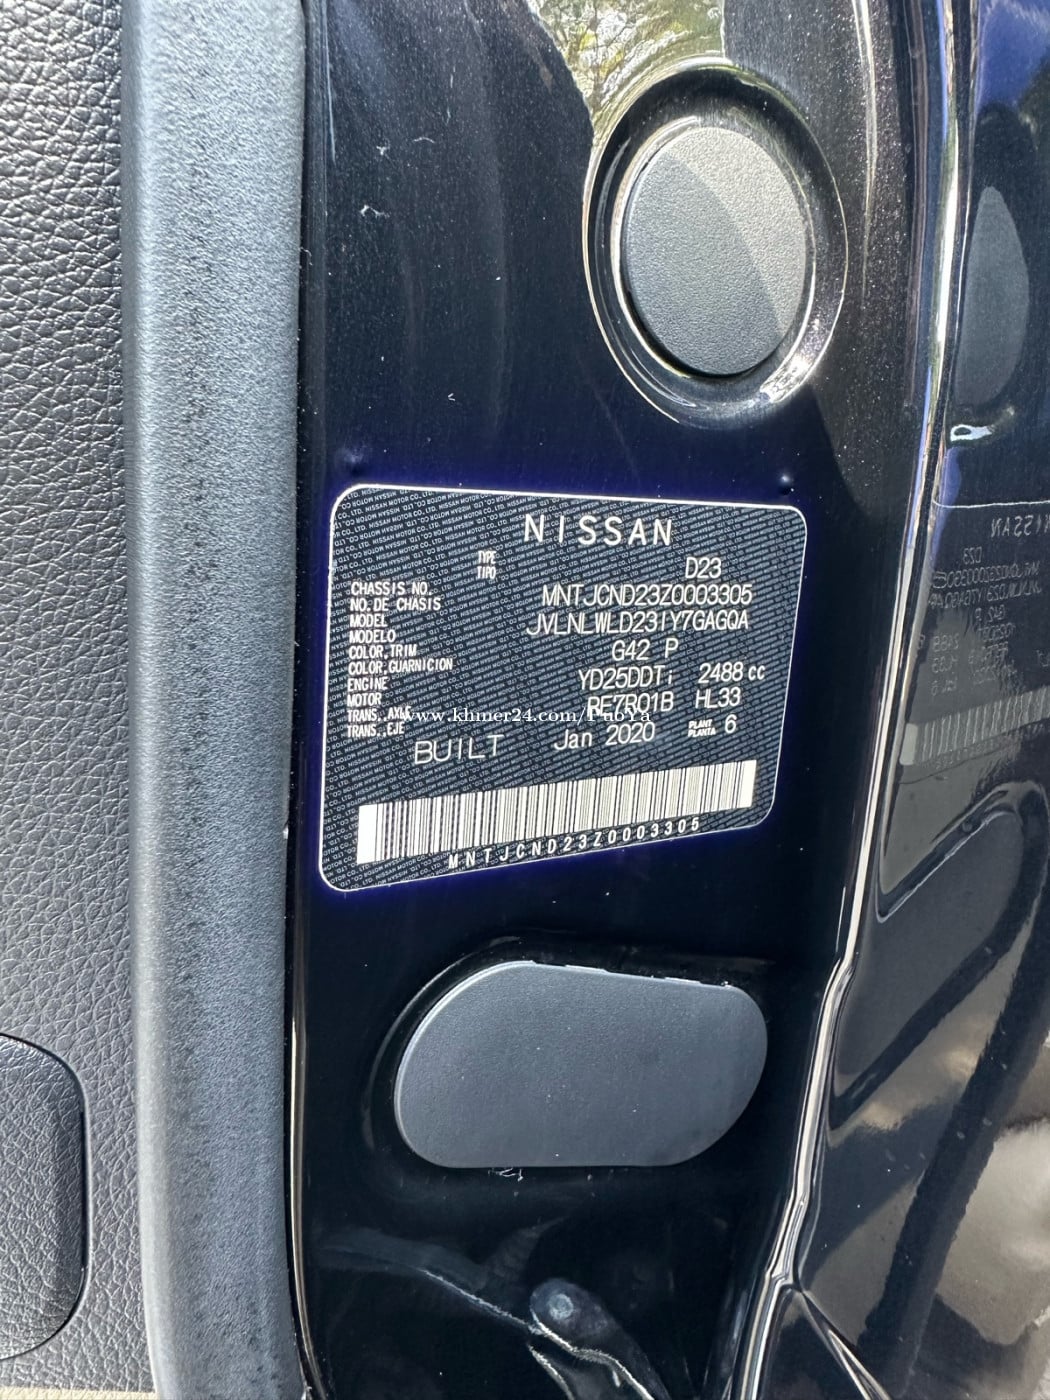 NISSAN
TYPE
TIPO
D23
CHASSIS NO.
NO. DE CHASIS
MNTJCND23Z0003305
MODEL
MODELO
JVLNLWLD23IY7GAGQA
COLOR, TRIM
COLOR, GUARNICION
G42 P
ENGINE
MOTOR
YD25DDTi 2488 cc
TRANS., AXLE
TRANS., EJE
RE7R01B HL33
www.khmer24.com/PubYa
BUILT Jan 2020
PLANT
PLANTA 6
MNTJCND23Z0003305